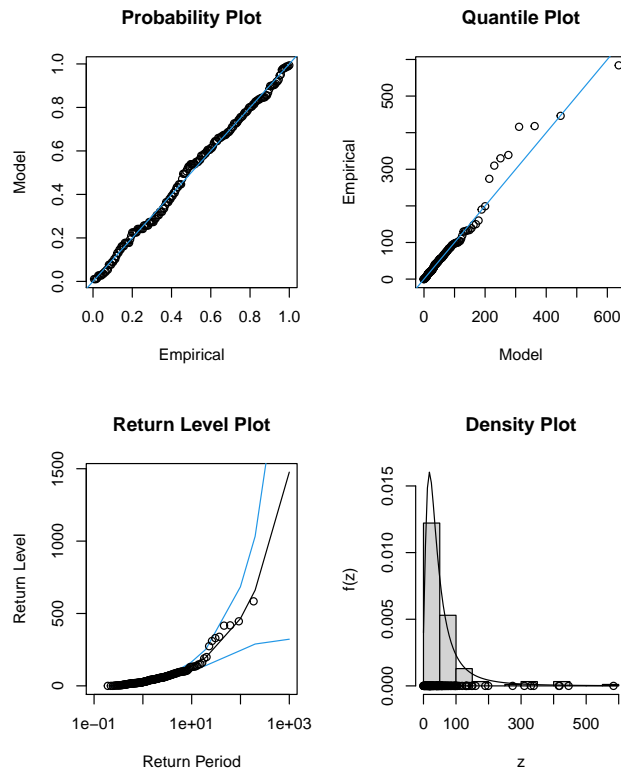 Probability Plot
Model
0.0 0.2 0.4 0.6 0.8 1.0
0.0 0.2 0.4 0.6 0.8 1.0
Empirical
Quantile Plot
Empirical
0 100 300 500
0 200 400 600
Model
Return Level Plot
Return Level
0 500 1000 1500
1e−01 1e+01 1e+03
Return Period
Density Plot
f(z)
0.000 0.005 0.010 0.015
0 100 300 500
z